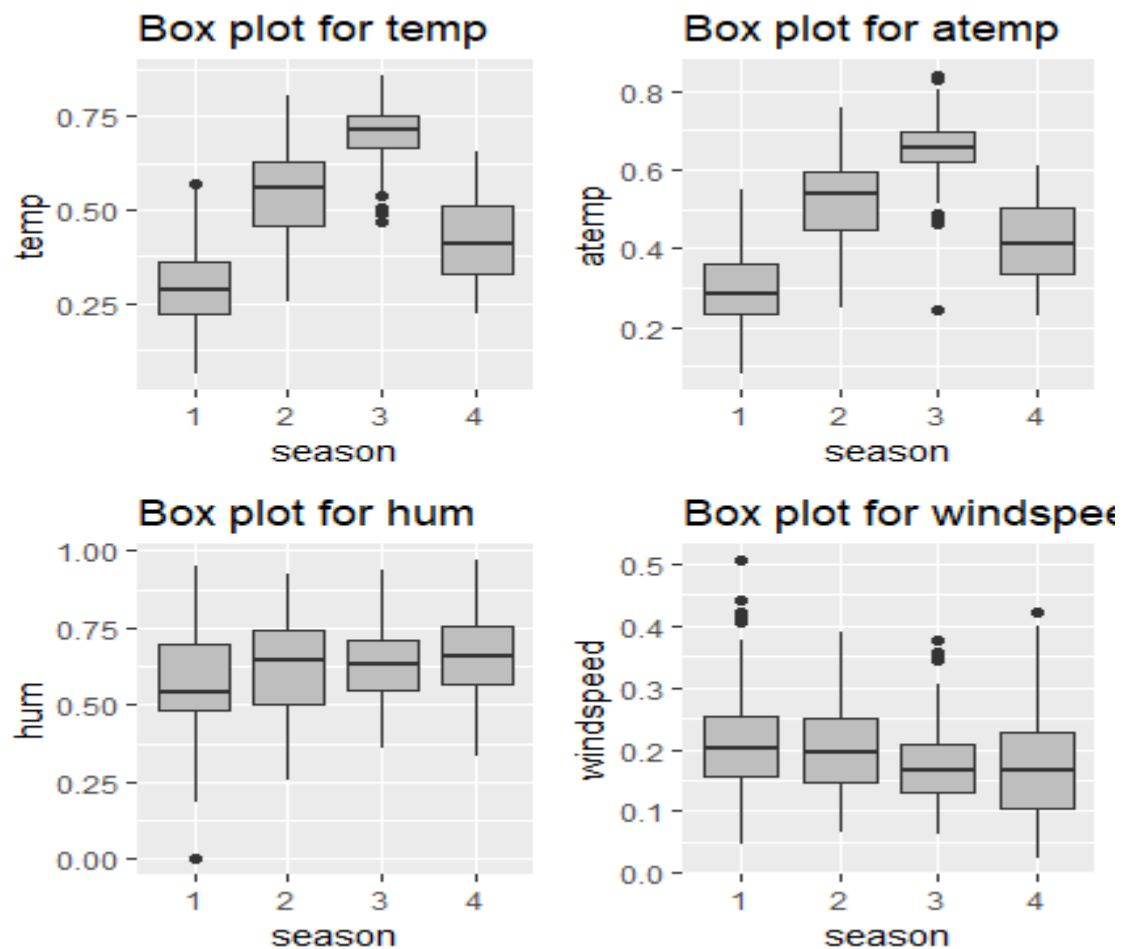 Box plot for temp
temp
0.75
0.50
0.25
1 2 3 4
season
Box plot for atemp
atemp
0.8
0.6
0.4
0.2
1 2 3 4
season
Box plot for hum
hum
1.00
0.75
0.50
0.25
0.00
1 2 3 4
season
Box plot for windspee
windspeed
0.5
0.4
0.3
0.2
0.1
0.0
1 2 3 4
season